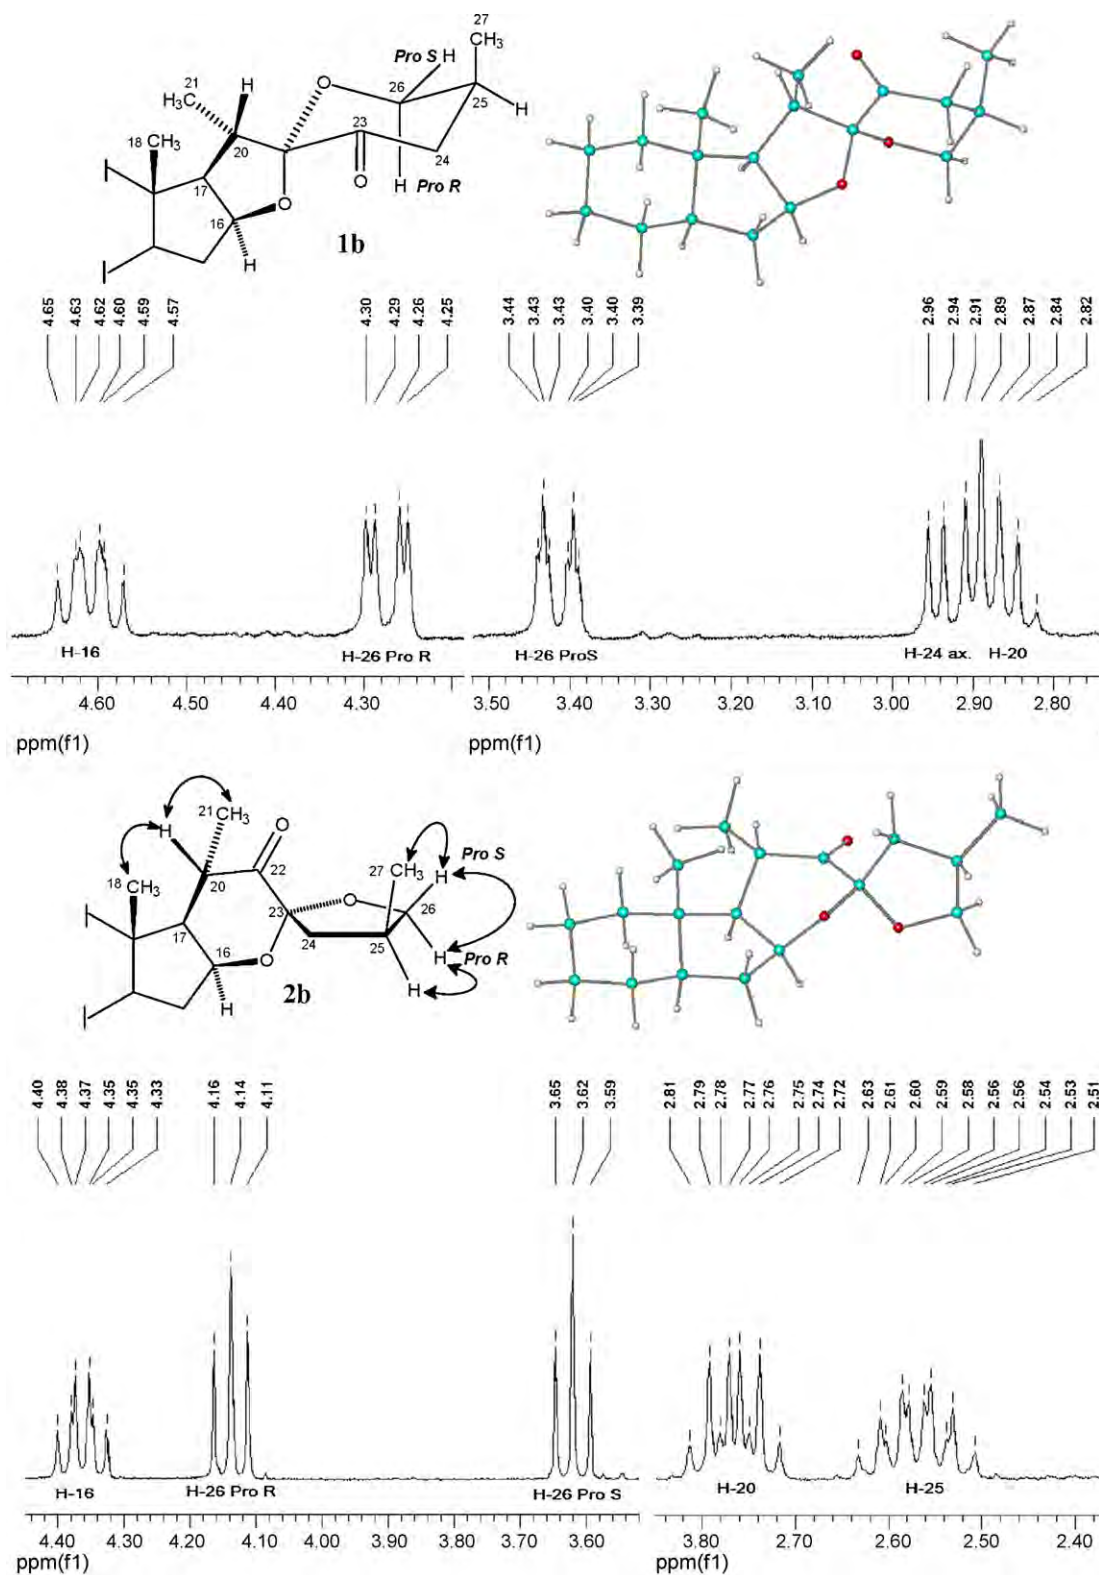 27
CH3
Pro S H
26
25
H
21
H3C
H
O
23
24
18
CH3
20
O
H Pro R
17
O
16
H
1b
4.65
4.63
4.62
4.60
4.59
4.57
4.30
4.29
4.26
4.25
3.44
3.43
3.43
3.40
3.40
3.39
2.96
2.94
2.91
2.89
2.87
2.84
2.82
H-16
H-26 Pro R
H-26 ProS
H-24 ax. H-20
4.60 4.50 4.40 4.30
3.50 3.40 3.30 3.20 3.10 3.00 2.90 2.80
ppm(f1)
ppm(f1)
21
CH3
O
H
18
CH3
20
22
27
CH3
Pro S
H
O
26
23
24
25
H
Pro R
17
16
O
H
H
2b
4.40
4.38
4.37
4.35
4.35
4.33
4.16
4.14
4.11
3.65
3.62
3.59
2.81
2.79
2.78
2.77
2.76
2.75
2.74
2.72
2.63
2.61
2.60
2.59
2.58
2.56
2.56
2.54
2.53
2.51
H-16
H-26 Pro R
H-26 Pro S
H-20
H-25
4.40 4.30 4.20 4.10 4.00 3.90 3.80 3.70 3.60
3.80 2.70 2.60 2.50 2.40
ppm(f1)
ppm(f1)